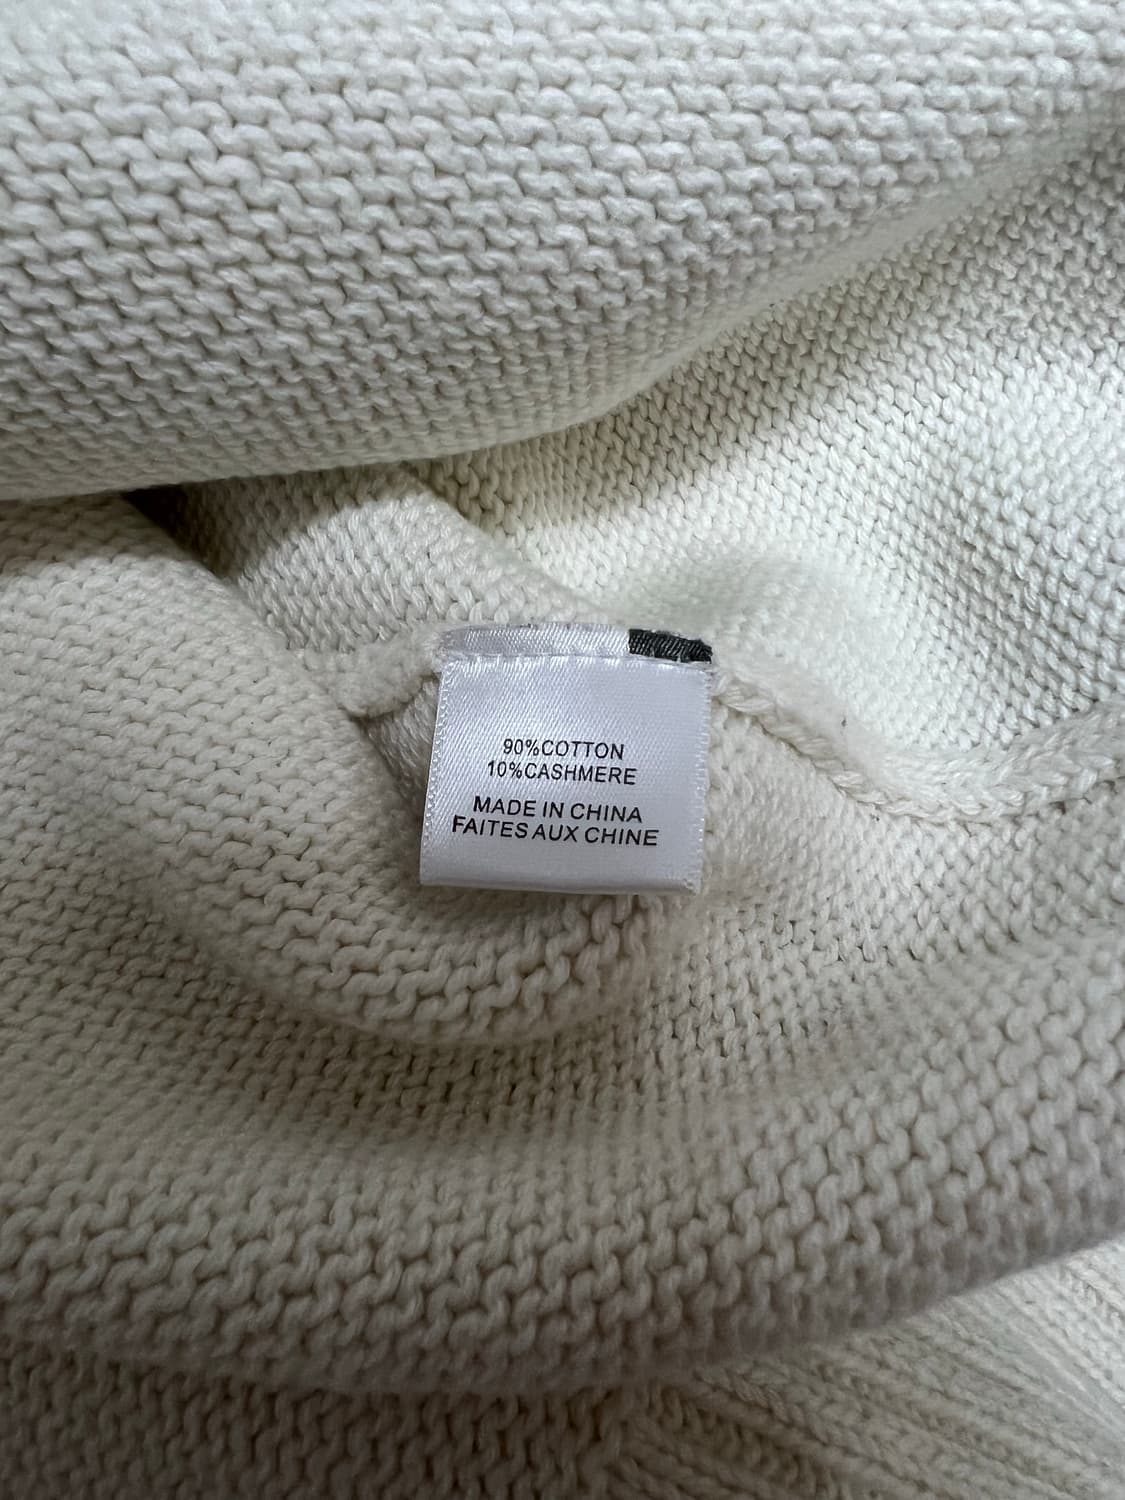 90%COTTON
10%CASHMERE
MADE IN CHINA
FAITES AUX CHINE